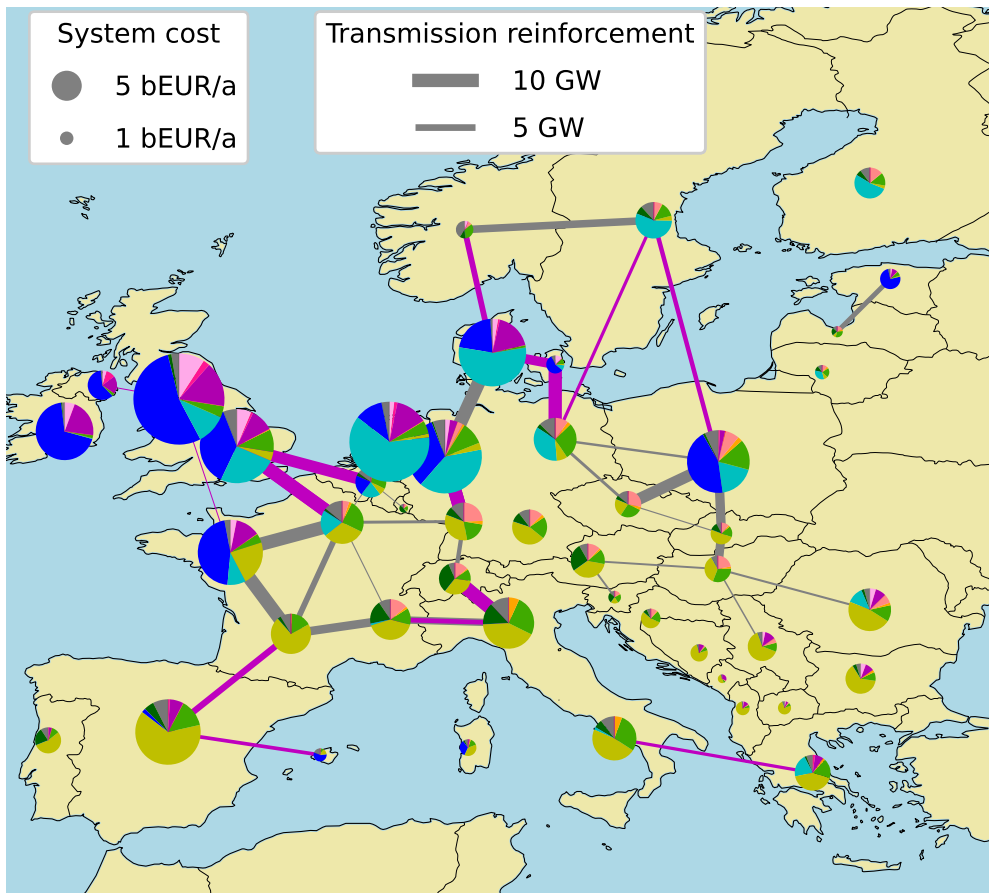 System cost
5 bEUR/a
1 bEUR/a
Transmission reinforcement
10 GW
5 GW